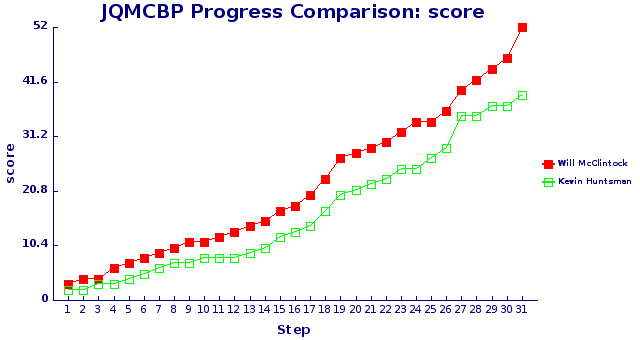 JQMCBP Progress Comparison: score
52
41.6
31.2
20.8
10.4
0
score
1 2 3 4 5 6 7 8 9 10 11 12 13 14 15 16 17 18 19 20 21 22 23 24 25 26 27 28 29 30 31
Step
Will McClintock
Kevin Huntsman